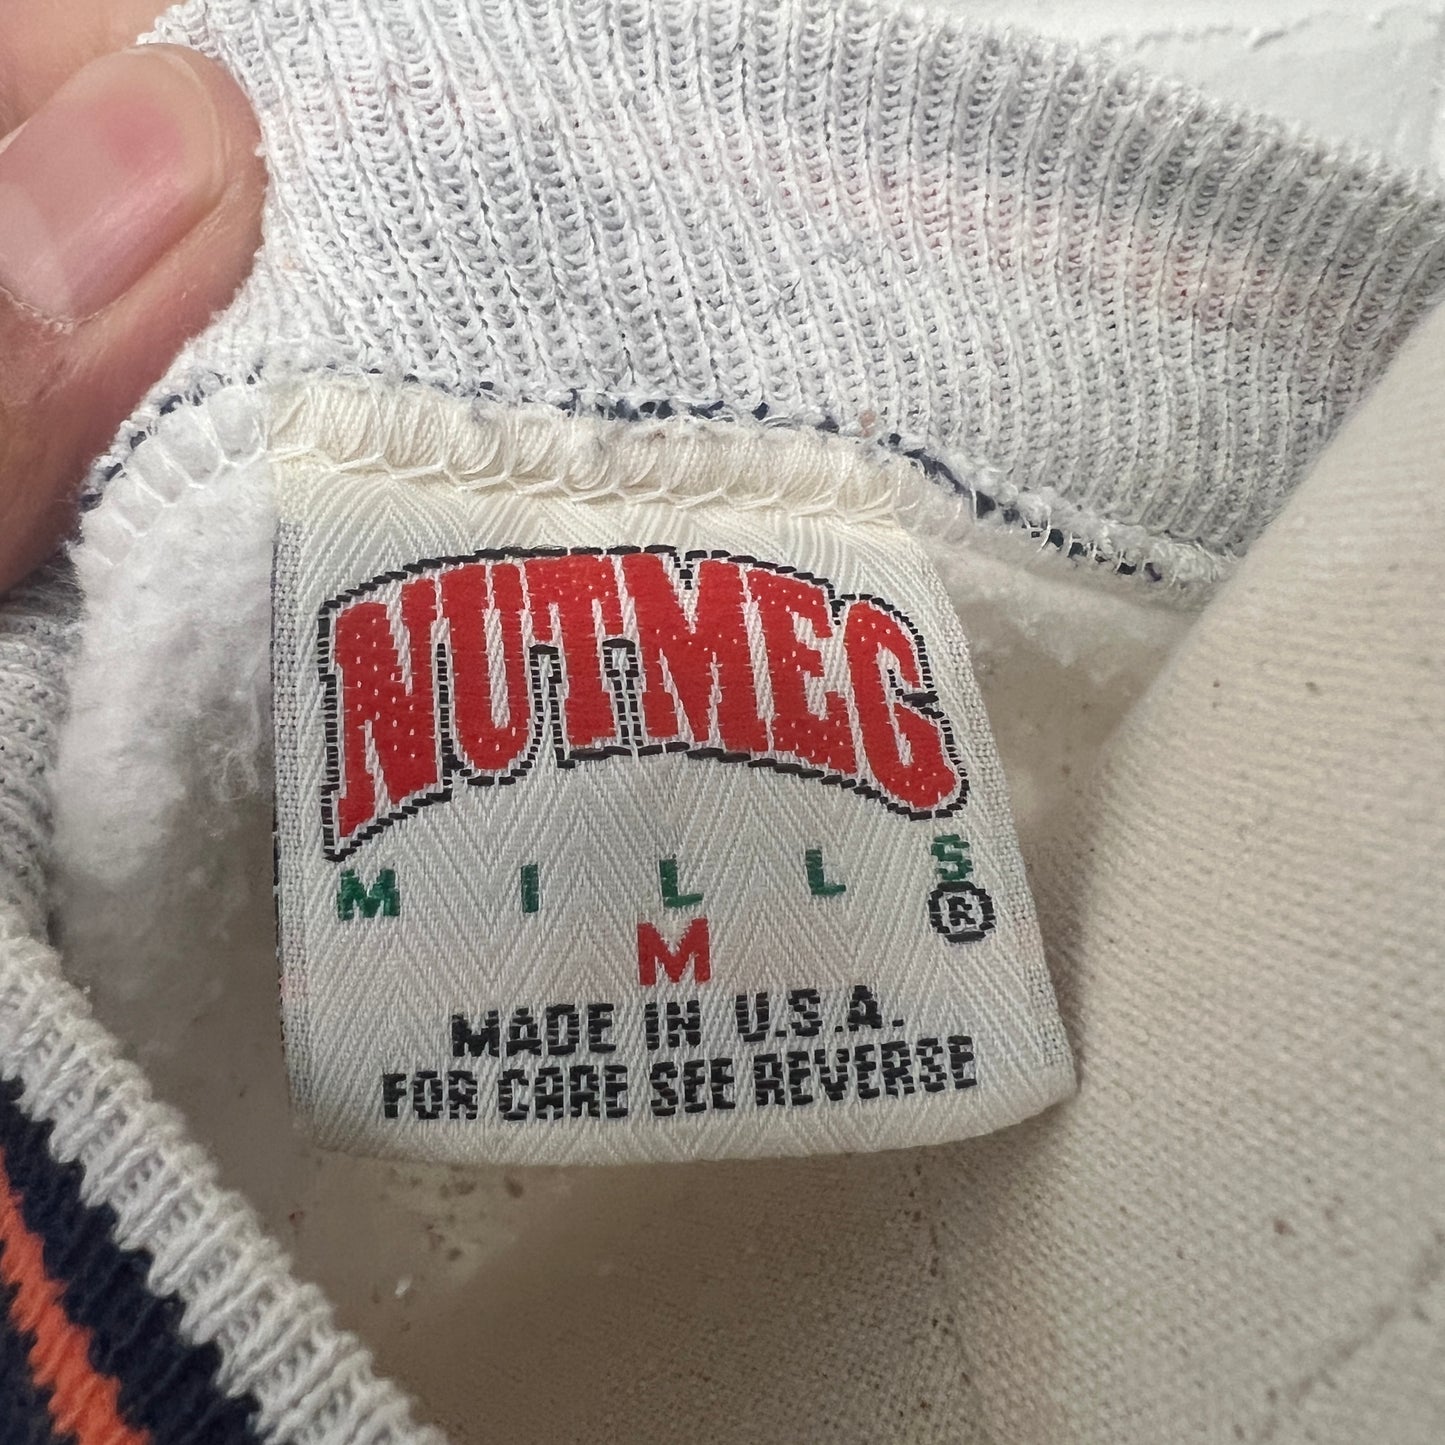 NUTMEG
MILLS ®
M
MADE IN U.S.A.
FOR CARE SEE REVERSE